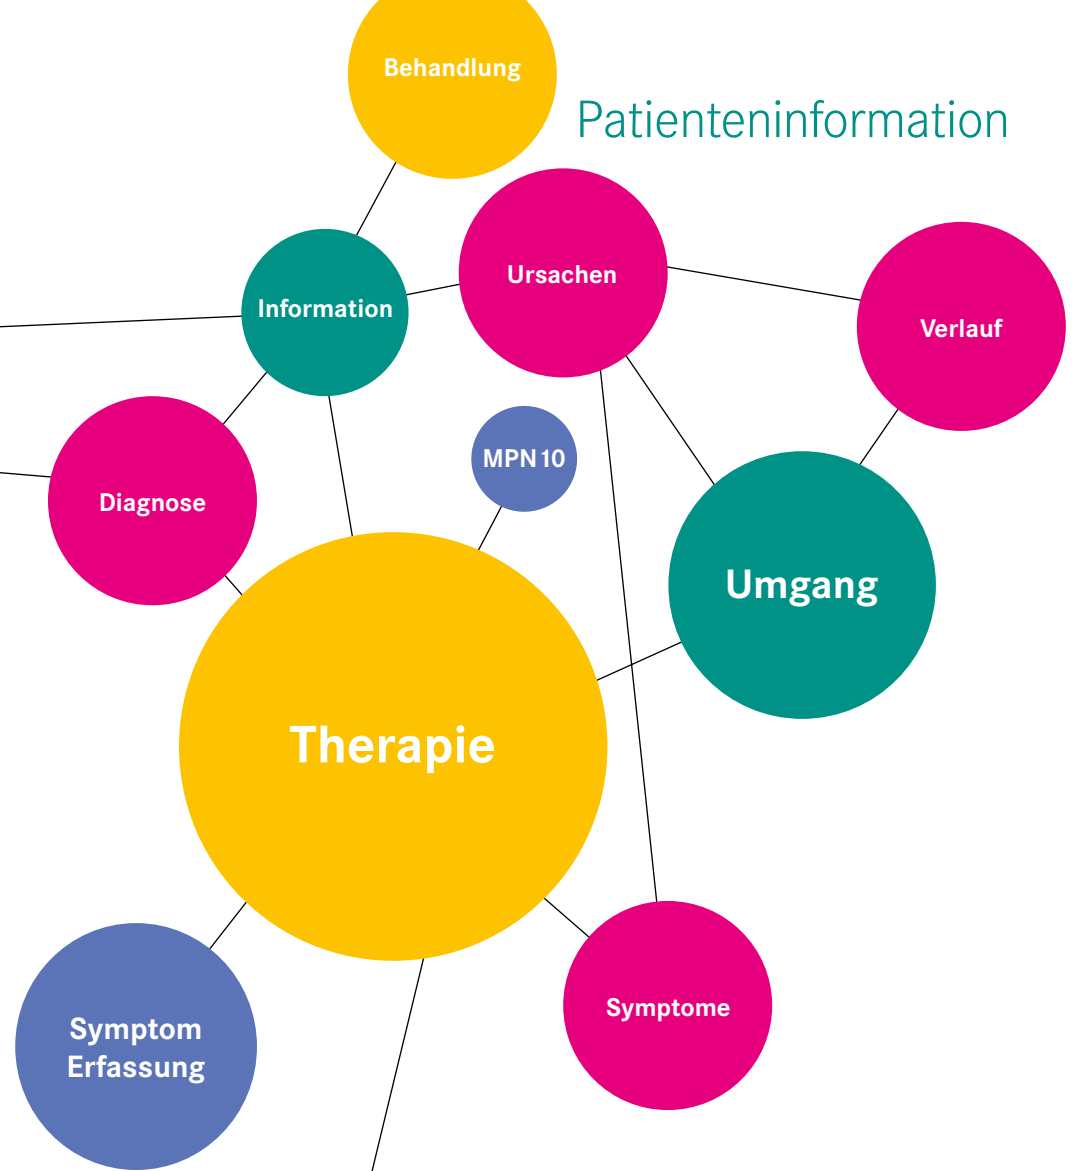 Behandlung
Patienteninformation
Ursachen
Information
Verlauf
MPN 10
Diagnose
Umgang
Therapie
Symptome
Symptom
Erfassung